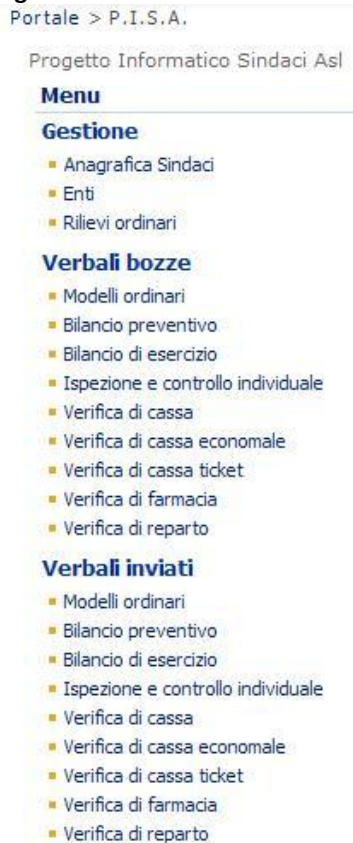 Portale > P.I.S.A.
Progetto Informatico Sindaci Asl
Menu
Gestione
Anagrafica Sindaci
Enti
Rilievi ordinari
Verbali bozze
Modelli ordinari
Bilancio preventivo
Bilancio di esercizio
Ispezione e controllo individuale
Verifica di cassa
Verifica di cassa economale
Verifica di cassa ticket
Verifica di farmacia
Verifica di reparto
Verbali inviati
Modelli ordinari
Bilancio preventivo
Bilancio di esercizio
Ispezione e controllo individuale
Verifica di cassa
Verifica di cassa economale
Verifica di cassa ticket
Verifica di farmacia
Verifica di reparto